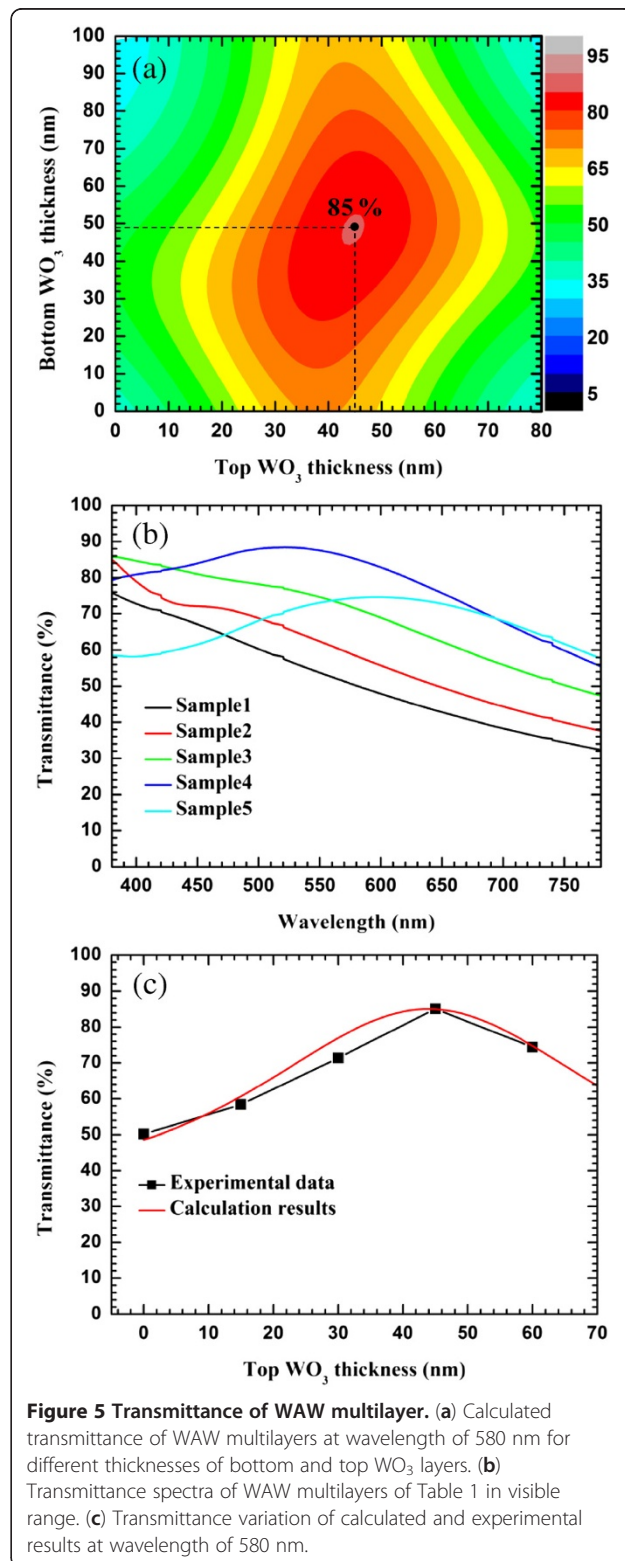 (a)
Bottom WO₃ thickness (nm)
100
90
80
70
60
50
40
30
20
10
0
85%
0 10 20 30 40 50 60 70 80
Top WO₃ thickness (nm)
95
80
65
50
35
20
5
(b)
Transmittance (%)
100
90
80
70
60
50
40
30
20
10
0
Sample1
Sample2
Sample3
Sample4
Sample5
400 450 500 550 600 650 700 750
Wavelength (nm)
(c)
Transmittance (%)
100
90
80
70
60
50
40
30
20
10
0
Experimental data
Calculation results
0 10 20 30 40 50 60 70
Top WO₃ thickness (nm)
Figure 5 Transmittance of WAW multilayer. (a) Calculated
transmittance of WAW multilayers at wavelength of 580 nm for
different thicknesses of bottom and top WO₃ layers. (b)
Transmittance spectra of WAW multilayers of Table 1 in visible
range. (c) Transmittance variation of calculated and experimental
results at wavelength of 580 nm.